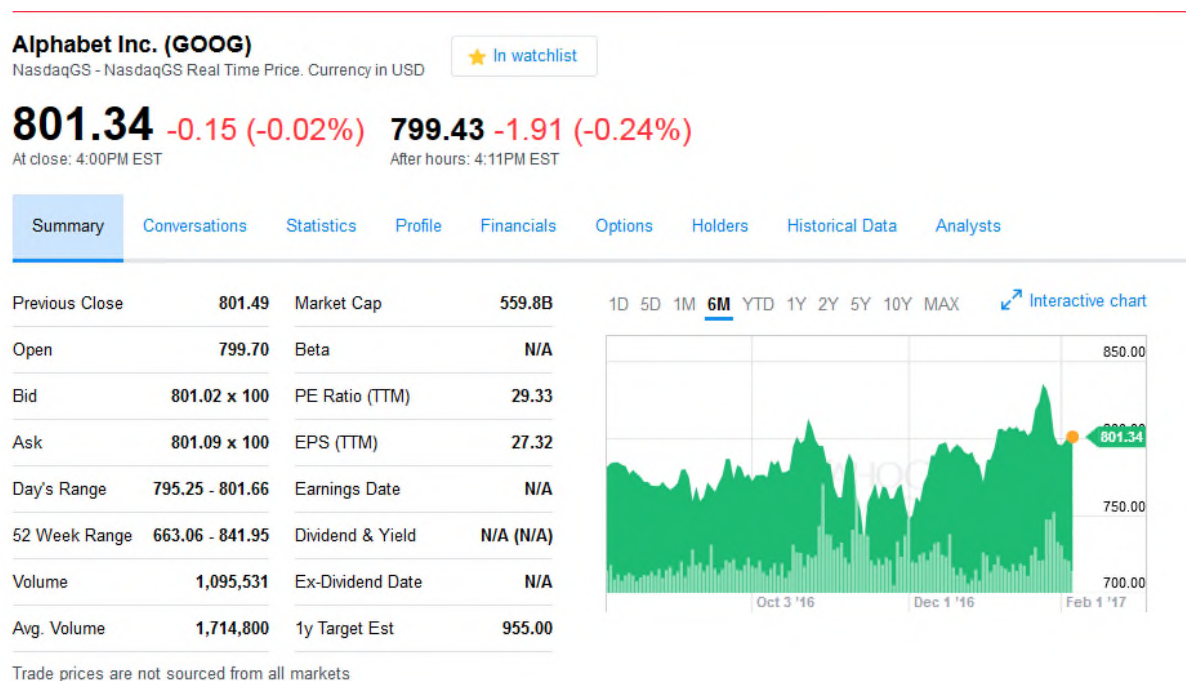 Alphabet Inc. (GOOG)
In watchlist
NasdaqGS - NasdaqGS Real Time Price. Currency in USD
801.34 -0.15 (-0.02%) 799.43 -1.91 (-0.24%)
At close: 4:00PM EST After hours: 4:11PM EST
Summary Conversations Statistics Profile Financials Options Holders Historical Data Analysts
Previous Close 801.49 Market Cap 559.8B
Open 799.70 Beta N/A
Bid 801.02 x 100 PE Ratio (TTM) 29.33
Ask 801.09 x 100 EPS (TTM) 27.32
Day's Range 795.25 - 801.66 Earnings Date N/A
52 Week Range 663.06 - 841.95 Dividend & Yield N/A (N/A)
Volume 1,095,531 Ex-Dividend Date N/A
Avg. Volume 1,714,800 1y Target Est 955.00
Trade prices are not sourced from all markets
1D 5D 1M 6M YTD 1Y 2Y 5Y 10Y MAX Interactive chart
850.00
801.34
750.00
700.00
Oct 3 '16 Dec 1 '16 Feb 1 '17